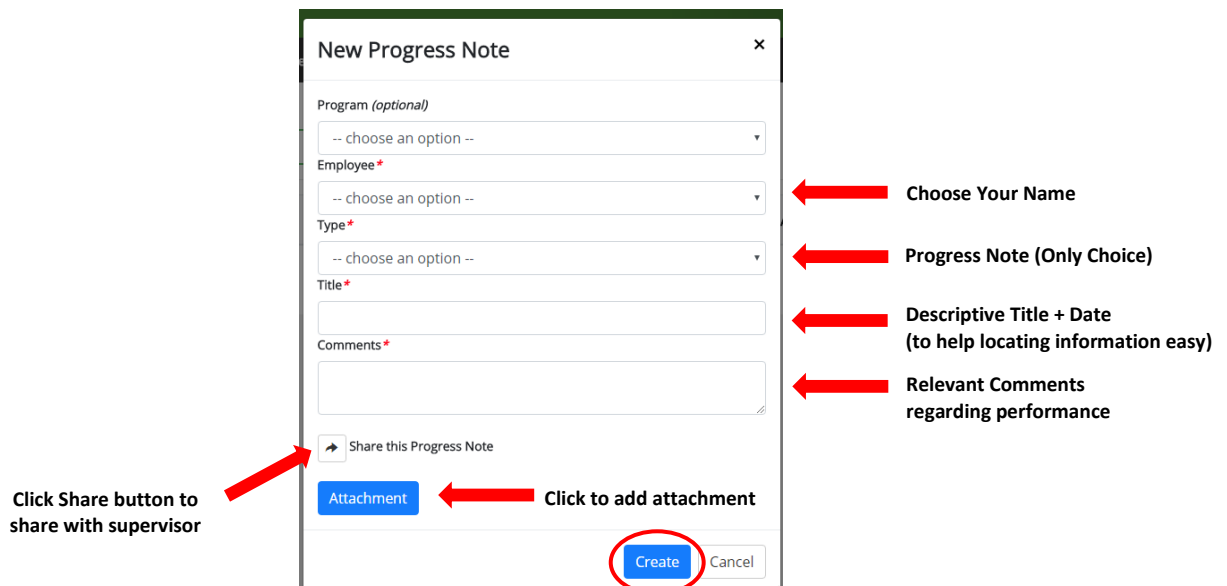 New Progress Note
×
Program (optional)
-- choose an option --
Employee*
-- choose an option --
Choose Your Name
Type*
-- choose an option --
Progress Note (Only Choice)
Title*
Descriptive Title + Date
(to help locating information easy)
Comments*
Relevant Comments
regarding performance
Share this Progress Note
Click Share button to
share with supervisor
Attachment
Click to add attachment
Create
Cancel